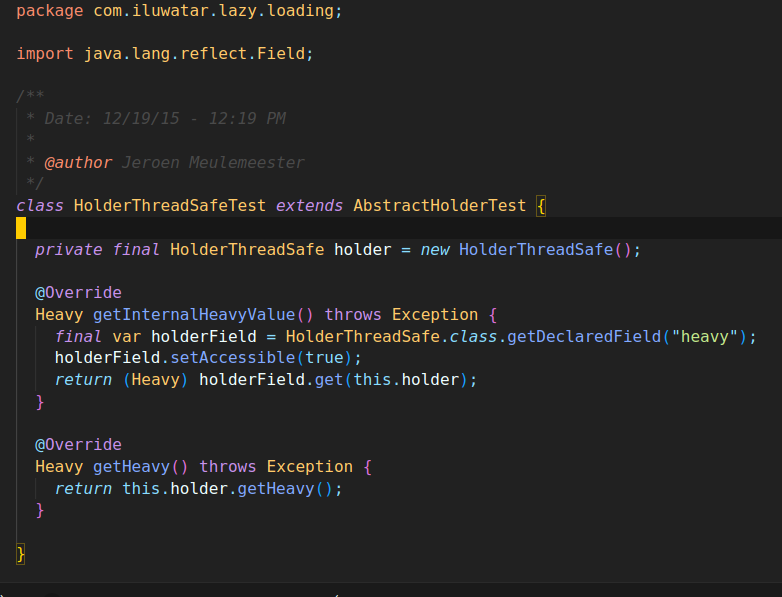 package com.iluwatar.lazy.loading;

import java.lang.reflect.Field;

/**
 * Date: 12/19/15 - 12:19 PM
 *
 * @author Jeroen Meulemeester
 */
class HolderThreadSafeTest extends AbstractHolderTest {

  private final HolderThreadSafe holder = new HolderThreadSafe();

  @Override
  Heavy getInternalHeavyValue() throws Exception {
    final var holderField = HolderThreadSafe.class.getDeclaredField("heavy");
    holderField.setAccessible(true);
    return (Heavy) holderField.get(this.holder);
  }

  @Override
  Heavy getHeavy() throws Exception {
    return this.holder.getHeavy();
  }

}